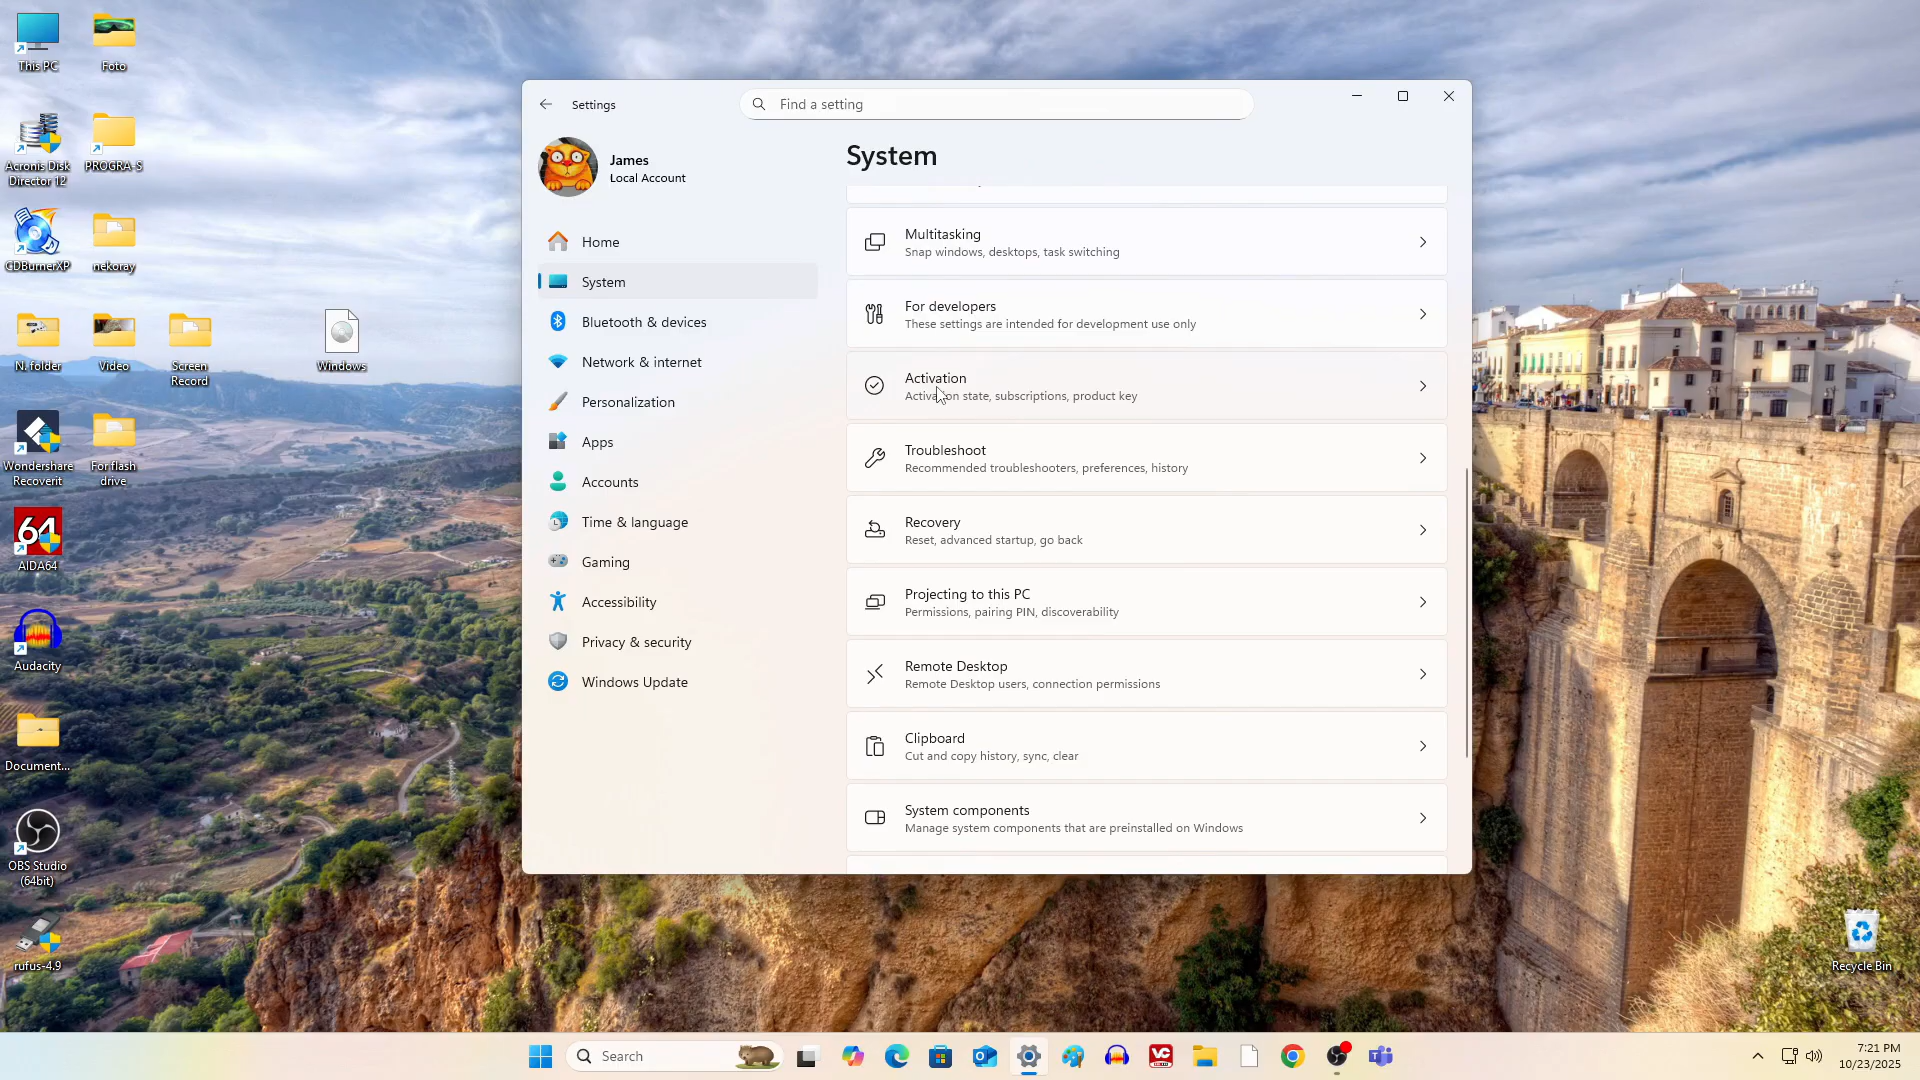 This PC
Foto
Acronis Disk
Director 12
PROGRA-S
CDBurnerXP
nekoray
N. folder
Video
Screen
Record
Windows
Wondershare
Recoverit
For flash
drive
64
AIDA64
Audacity
Document...
OBS Studio
(64bit)
rufus-4.9
Recycle Bin
Settings
Find a setting
James
Local Account
Home
System
Bluetooth & devices
Network & internet
Personalization
Apps
Accounts
Time & language
Gaming
Accessibility
Privacy & security
Windows Update
System
Multitasking
Snap windows, desktops, task switching
For developers
These settings are intended for development use only
Activation
Activation state, subscriptions, product key
Troubleshoot
Recommended troubleshooters, preferences, history
Recovery
Reset, advanced startup, go back
Projecting to this PC
Permissions, pairing PIN, discoverability
Remote Desktop
Remote Desktop users, connection permissions
Clipboard
Cut and copy history, sync, clear
System components
Manage system components that are preinstalled on Windows
Search
VC
7:21 PM
10/23/2025